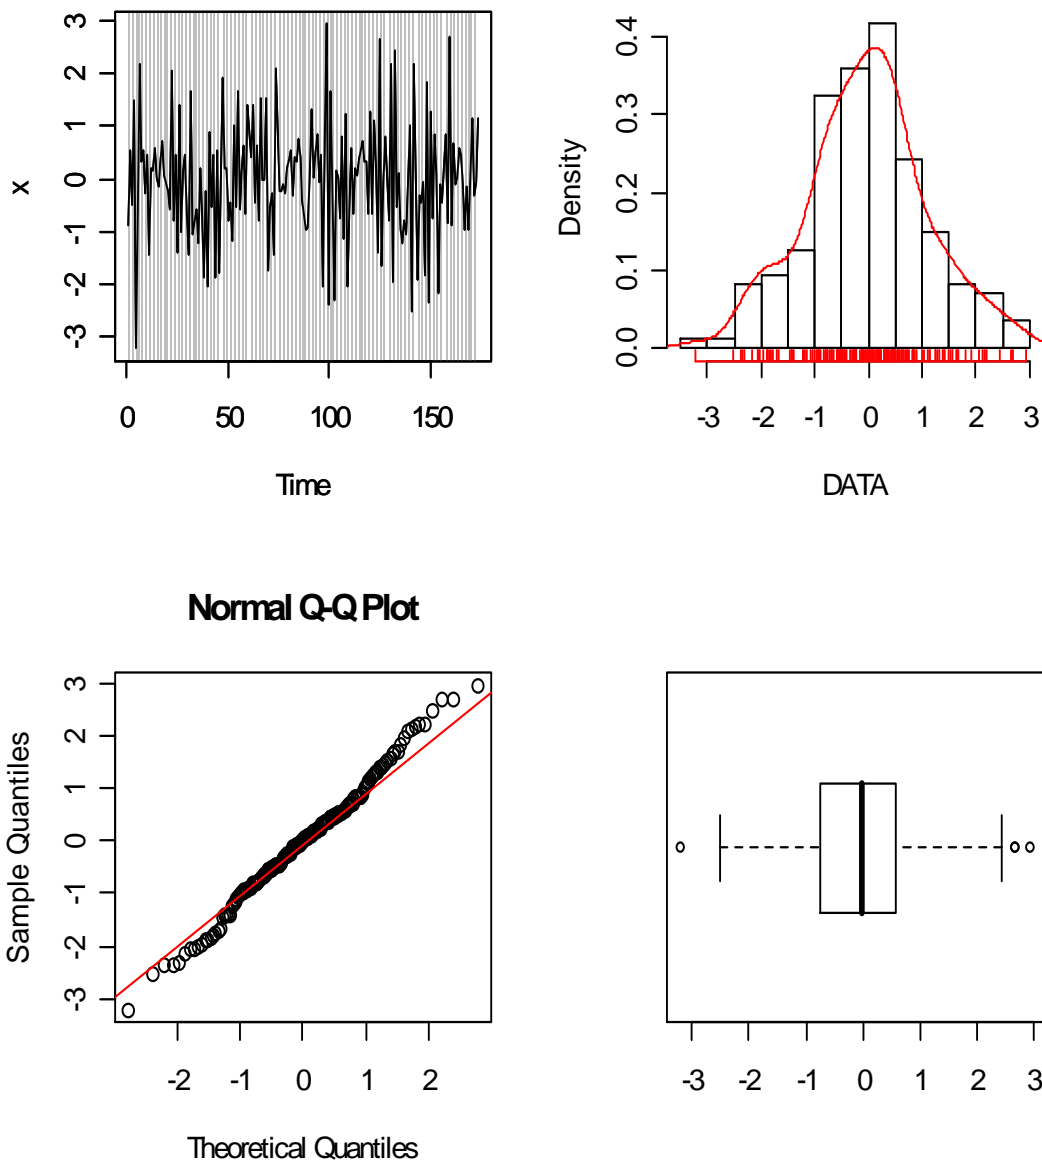 3
2
1
0
-1
-2
-3
x
0 50 100 150
Time
0.4
0.3
0.2
0.1
0.0
Density
-3 -2 -1 0 1 2 3
DATA
Normal Q-Q Plot
3
2
1
0
-1
-2
-3
Sample Quantiles
-2 -1 0 1 2
Theoretical Quantiles
-3 -2 -1 0 1 2 3